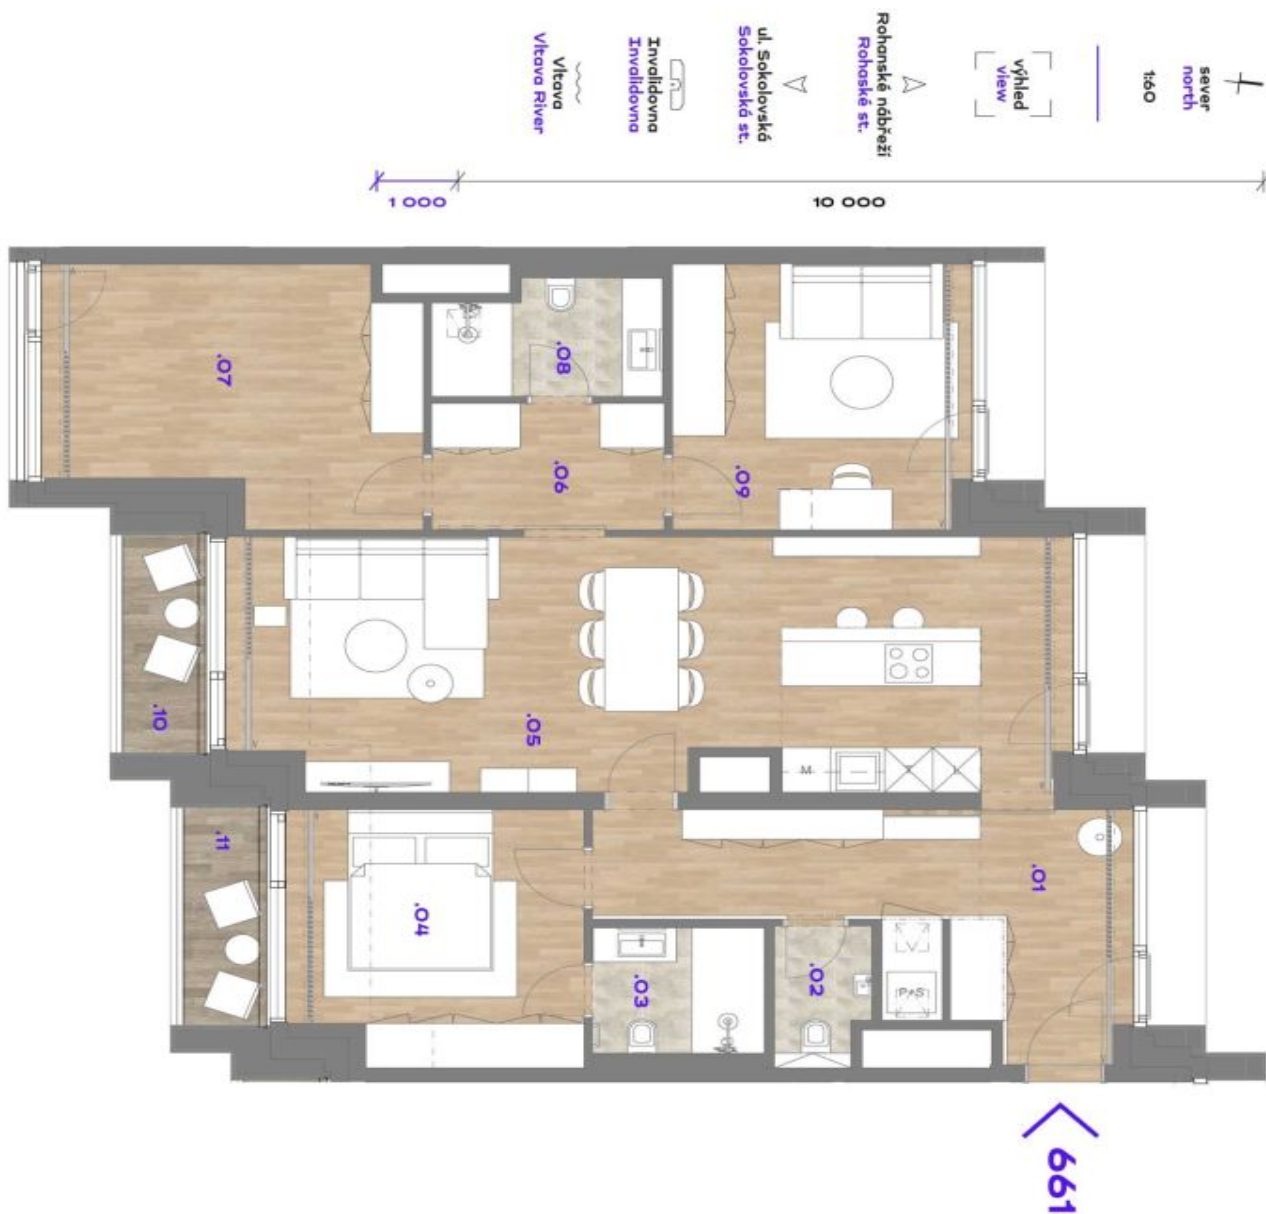 sever
north
1:60
výhled
view
Rohanské nábřeží
Rohaské st.
ul. Sokolovská
Sokolovská st.
Invalidovna
Invalidovna
Vltava
Vltava River
1 000
10 000
.07
.08
.06
.09
.10
.05
M
.11
.04
.03
.02
P+S
.01
661